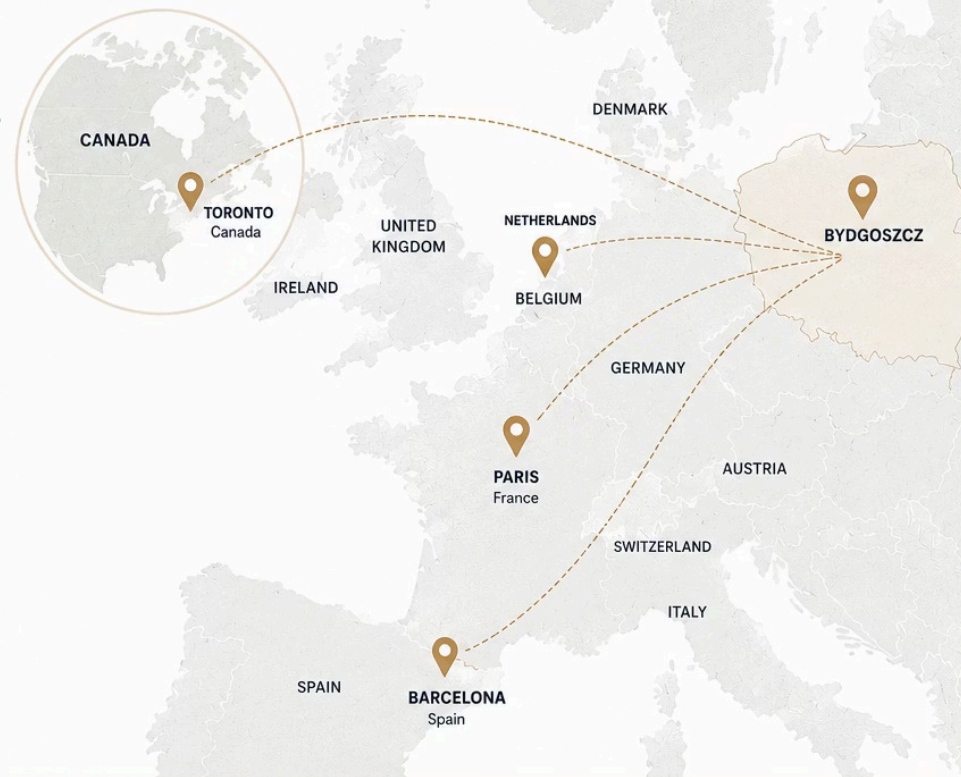 DENMARK
CANADA
TORONTO
Canada
NETHERLANDS
UNITED
KINGDOM
BYDGOSZCZ
IRELAND
BELGIUM
GERMANY
PARIS
France
AUSTRIA
SWITZERLAND
ITALY
SPAIN
BARCELONA
Spain